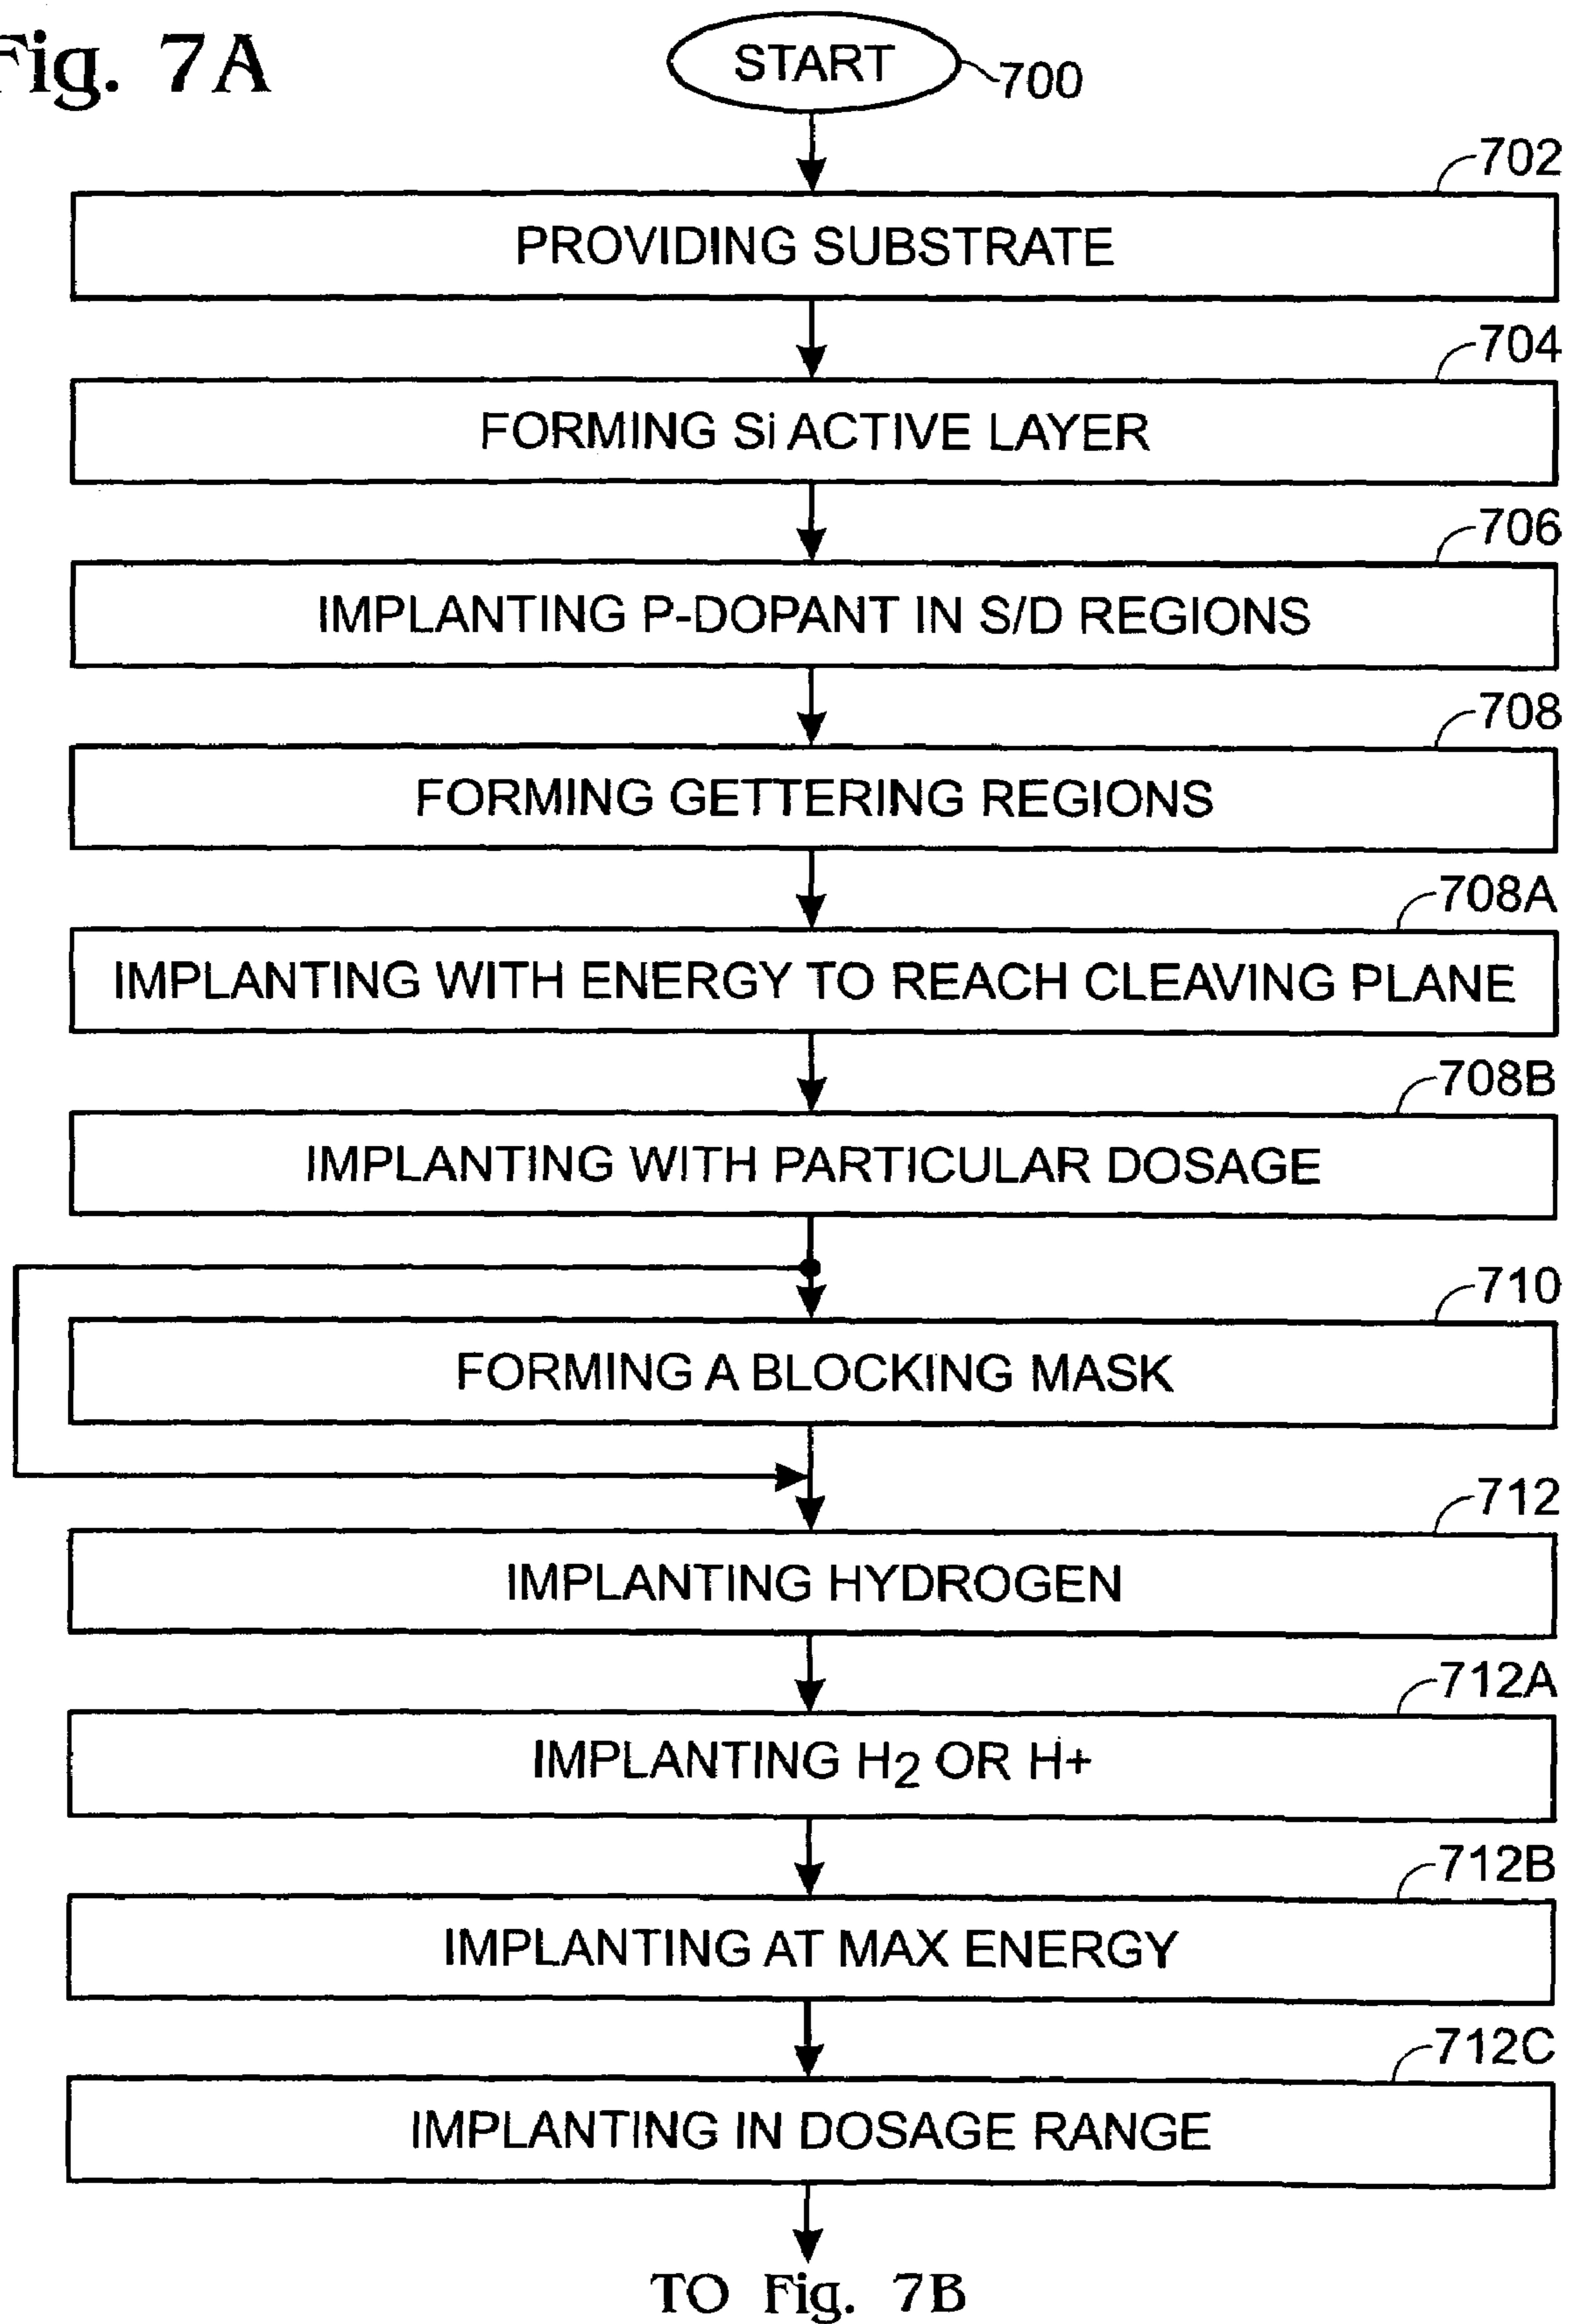 Fig. 7A
START
700
702
PROVIDING SUBSTRATE
704
FORMING Si ACTIVE LAYER
706
IMPLANTING P-DOPANT IN S/D REGIONS
708
FORMING GETTERING REGIONS
708A
IMPLANTING WITH ENERGY TO REACH CLEAVING PLANE
708B
IMPLANTING WITH PARTICULAR DOSAGE
710
FORMING A BLOCKING MASK
712
IMPLANTING HYDROGEN
712A
IMPLANTING H2 OR H+
712B
IMPLANTING AT MAX ENERGY
712C
IMPLANTING IN DOSAGE RANGE
TO Fig. 7B